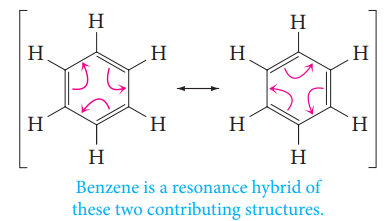 H H
H H H H
H H H H
H H
Benzene is a resonance hybrid of
these two contributing structures.